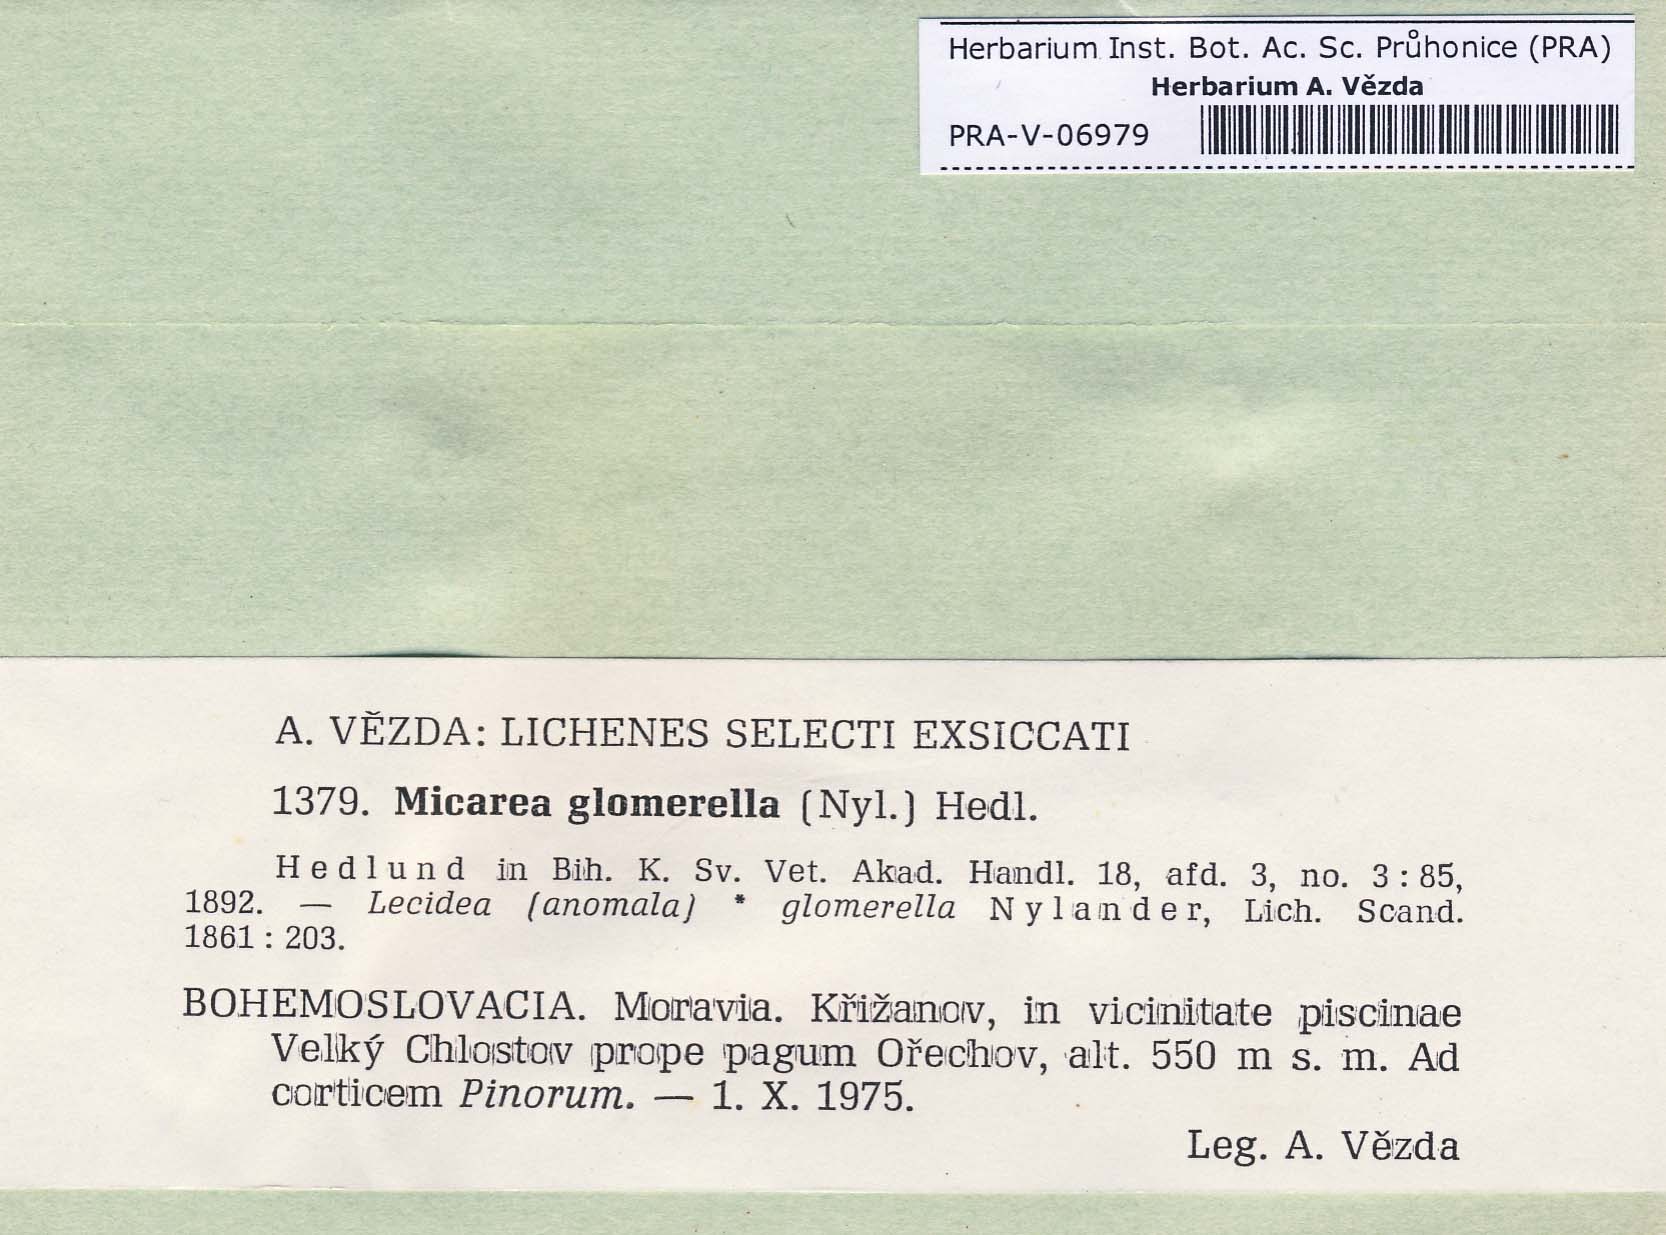 Herbarium Inst. Bot. Ac. Sc. Průhonice (PRA)
Herbarium A. Vězda
PRA-V-06979
A. VĚZDA: LICHENES SELECTI EXSICCATI
1379. Micarea glomerella (Nyl.) Hedl.
Hedlund in Bih. K. Sv. Vet. Akad. Handl. 18, afd. 3, no. 3 : 85,
1892. — Lecidea (anomala) * glomerella Nylander, Lich. Scand.
1861 : 203.
BOHEMOSLOVACIA. Moravia. Křižanov, in vicinitate piscinae
Velký Chlostov prope pagum Ořechov, alt. 550 m s. m. Ad
corticem Pinorum. — 1. X. 1975.
Leg. A. Vězda